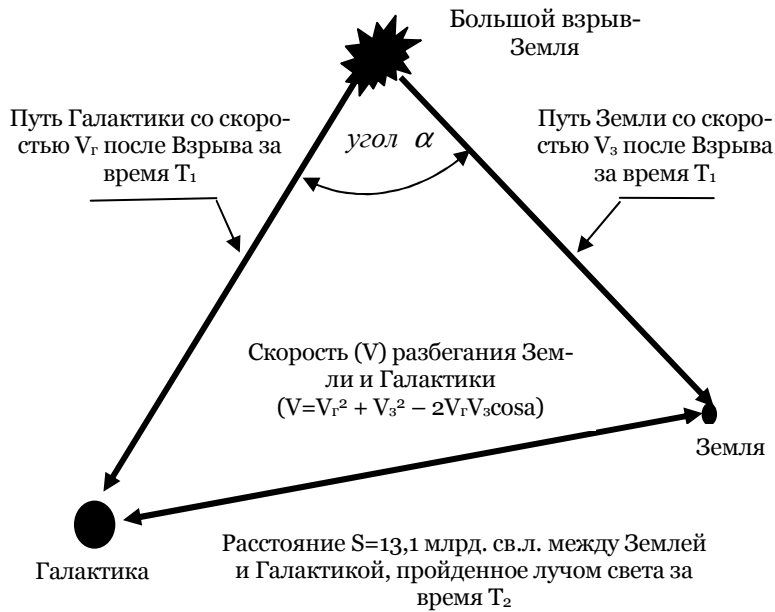 Большой взрыв-
Земля
Путь Галактики со скоро-
стью Vг после Взрыва за
время T₁
угол α
Путь Земли со скоро-
стью Vз после Взрыва
за время T₁
Скорость (V) разбегания Зем-
ли и Галактики
(V=Vг² + Vз² – 2VгVзcosa)
Земля
Галактика
Расстояние S=13,1 млрд. св.л. между Землей
и Галактикой, пройденное лучом света за
время T₂